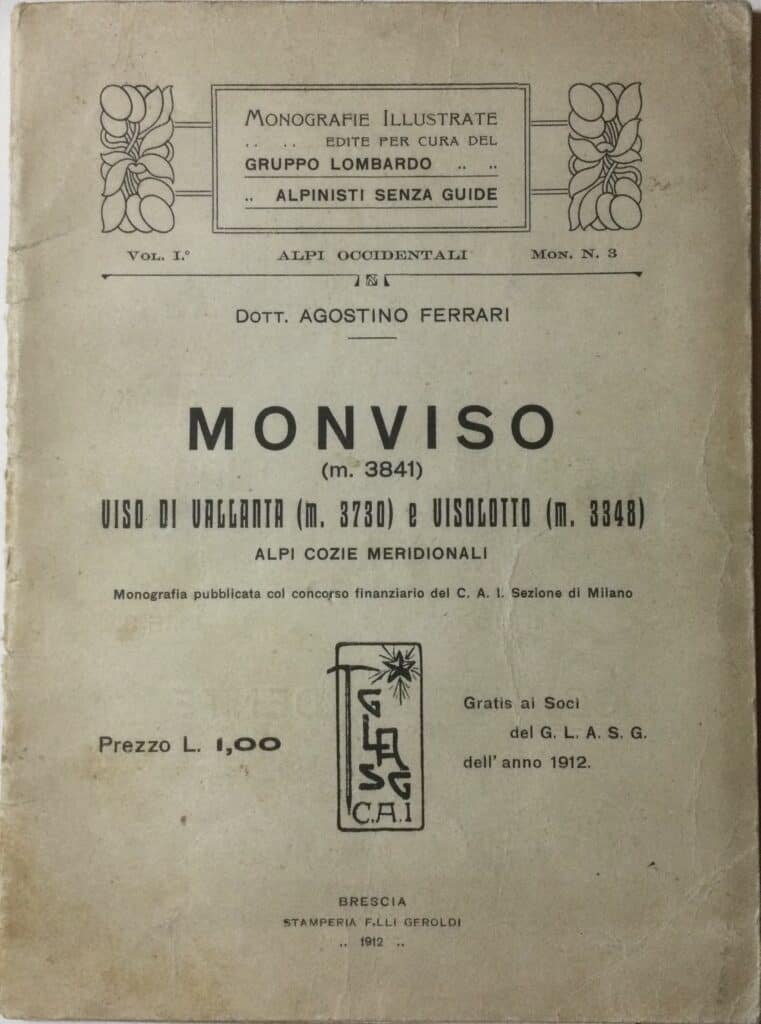 MONOGRAFIE ILLUSTRATE
.. .. EDITE PER CURA DEL
GRUPPO LOMBARDO .. ..
.. ALPINISTI SENZA GUIDE
VOL. I.° ALPI OCCIDENTALI MON. N. 3
DOTT. AGOSTINO FERRARI
MONVISO
(m. 3841)
VISO DI VALLANTA (m. 3730) e VISOLOTTO (m. 3348)
ALPI COZIE MERIDIONALI
Monografia pubblicata col concorso finanziario del C. A. I. Sezione di Milano
GLASG
C.A.I
Prezzo L. 1,00
Gratis ai Soci
del G. L. A. S. G.
dell' anno 1912.
BRESCIA
STAMPERIA F.LLI GEROLDI
.. 1912 ..